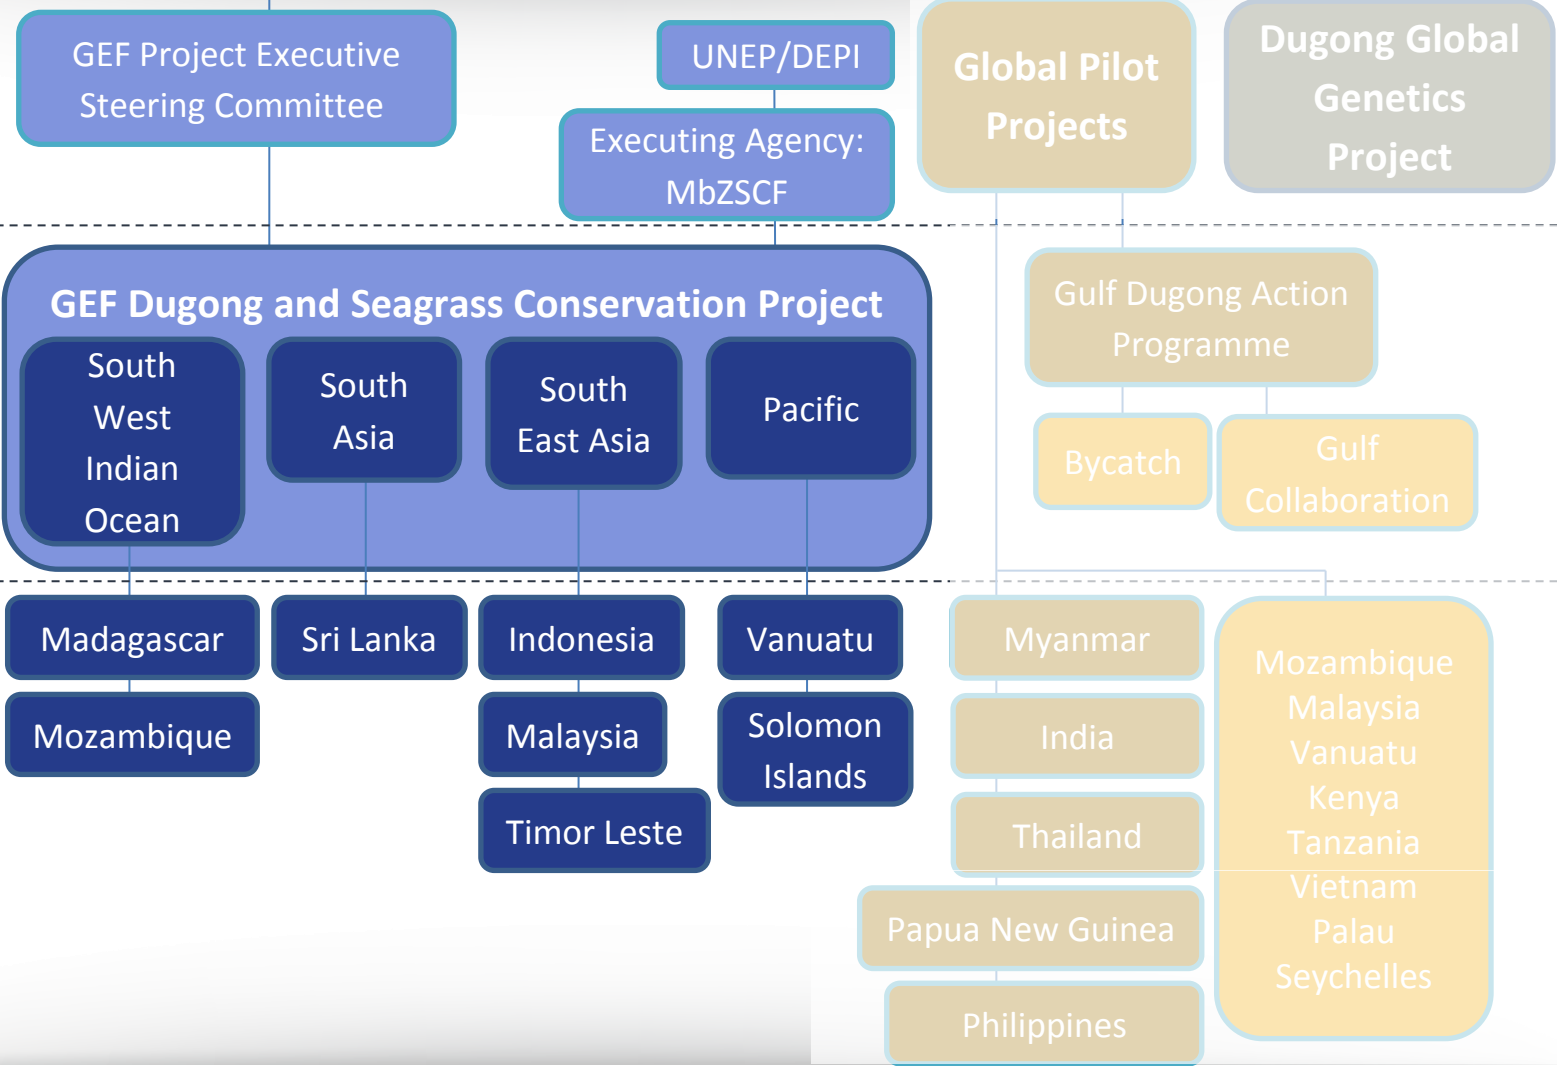 GEF Project Executive
Steering Committee
UNEP/DEPI
Executing Agency:
MbZSCF
Global Pilot
Projects
Dugong Global
Genetics
Project
GEF Dugong and Seagrass Conservation Project
South
West
Indian
Ocean
South
Asia
South
East Asia
Pacific
Gulf Dugong Action
Programme
Bycatch
Gulf
Collaboration
Madagascar
Mozambique
Sri Lanka
Indonesia
Malaysia
Timor Leste
Vanuatu
Solomon
Islands
Myanmar
India
Thailand
Papua New Guinea
Philippines
Mozambique
Malaysia
Vanuatu
Kenya
Tanzania
Vietnam
Palau
Seychelles